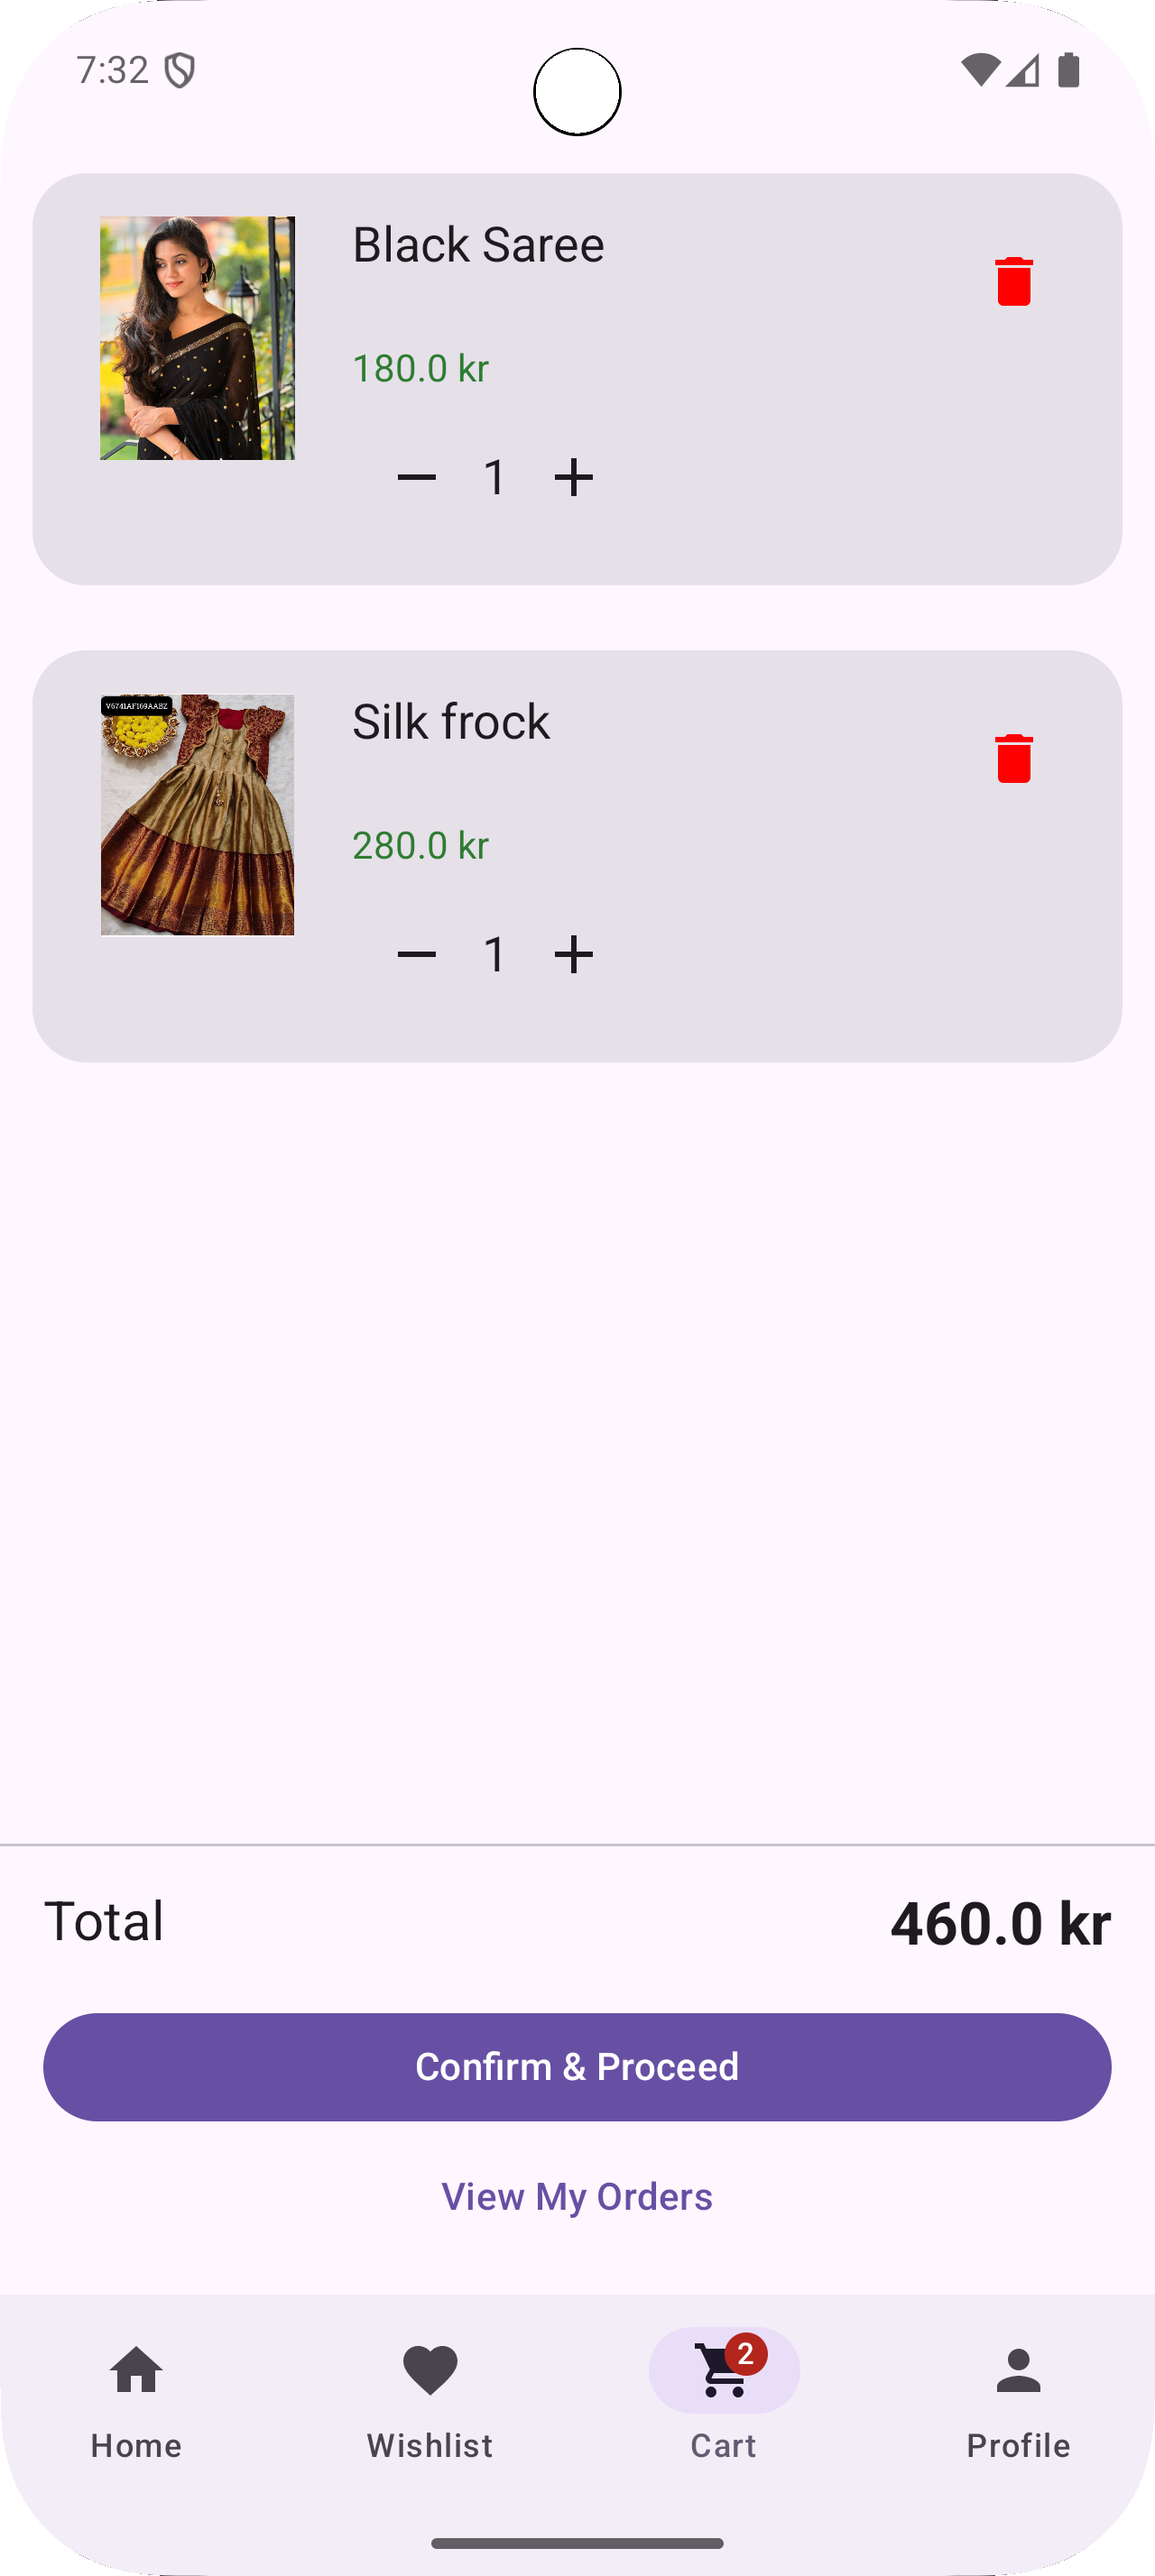 7:32
Black Saree
180.0 kr
1
V6741AF169AABZ
Silk frock
280.0 kr
1
Total
460.0 kr
Confirm & Proceed
View My Orders
2
Home
Wishlist
Cart
Profile